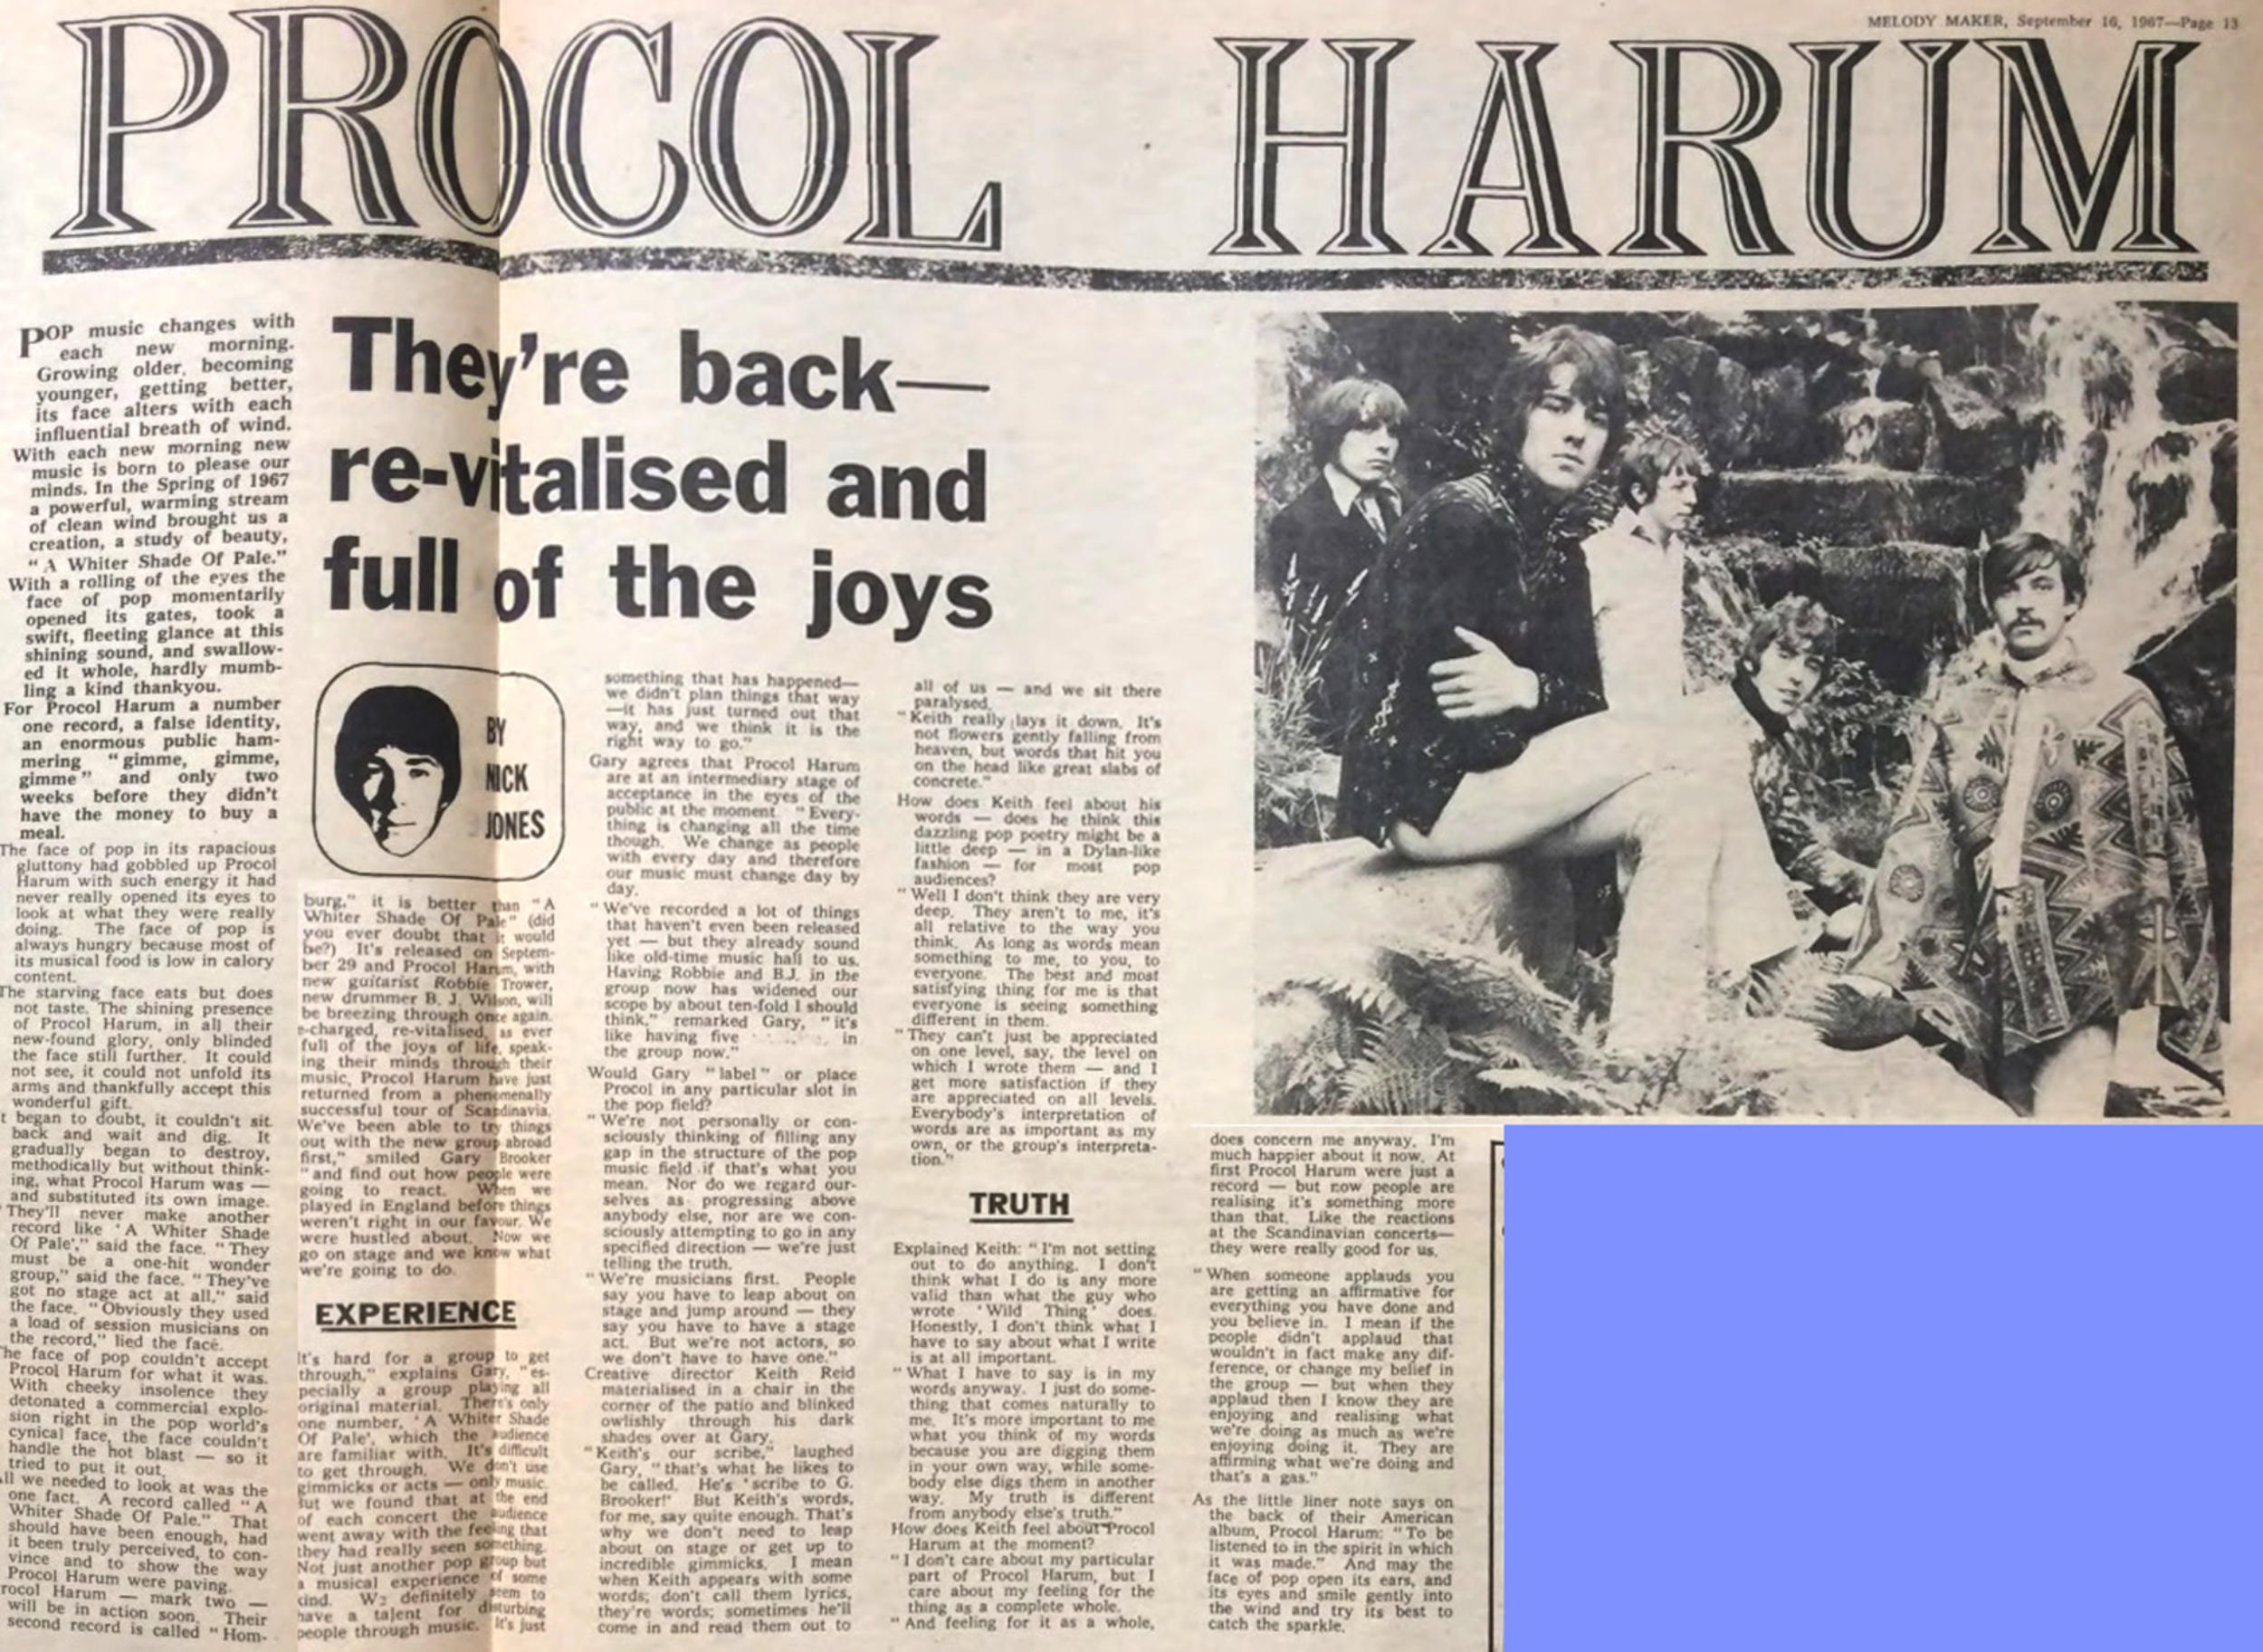 MELODY MAKER, September 16, 1967—Page 13
PROCOL HARUM
They're back—
re-vitalised and
full of the joys
POP music changes with
each new morning.
Growing older, becoming
younger, getting better,
its face alters with each
influential breath of wind.
With each new morning new
music is born to please our
minds. In the Spring of 1967
a powerful, warming stream
of clean wind brought us a
creation, a study of beauty,
"A Whiter Shade Of Pale."
With a rolling of the eyes the
face of pop momentarily
opened its gates, took a
swift, fleeting glance at this
shining sound, and swallow-
ed it whole, hardly mumb-
ling a kind thankyou.
For Procol Harum a number
one record, a false identity,
an enormous public ham-
mering "gimme, gimme,
gimme" and only two
weeks before they didn't
have the money to buy a
meal.
The face of pop in its rapacious
gluttony had gobbled up Procol
Harum with such energy it had
never really opened its eyes to
look at what they were really
doing. The face of pop is
always hungry because most of
its musical food is low in calory
content.
The starving face eats but does
not taste. The shining presence
of Procol Harum, in all their
new-found glory, only blinded
the face still further. It could
not see, it could not unfold its
arms and thankfully accept this
wonderful gift.
t began to doubt, it couldn't sit
back and wait and dig. It
gradually began to destroy,
methodically but without think-
ing, what Procol Harum was —
and substituted its own image.
"They'll never make another
record like 'A Whiter Shade
Of Pale'," said the face. "They
must be a one-hit wonder
group," said the face. "They've
got no stage act at all," said
the face. "Obviously they used
a load of session musicians on
the record," lied the face.
he face of pop couldn't accept
Procol Harum for what it was.
With cheeky insolence they
detonated a commercial explo-
sion right in the pop world's
cynical face, the face couldn't
handle the hot blast — so it
tried to put it out.
ll we needed to look at was the
one fact. A record called "A
Whiter Shade Of Pale." That
should have been enough, had
it been truly perceived, to con-
vince and to show the way
Procol Harum were paving.
rocol Harum — mark two —
will be in action soon. Their
second record is called "Hom-
BY
NICK
JONES
burg," it is better than "A
Whiter Shade Of Pale" (did
you ever doubt that it would
be?) It's released on Septem-
ber 29 and Procol Harum, with
new guitarist Robbie Trower,
new drummer B. J. Wilson, will
be breezing through once again.
e-charged, re-vitalised, as ever
full of the joys of life, speak-
ing their minds through their
music, Procol Harum have just
returned from a phenomenally
successful tour of Scandinavia.
We've been able to try things
out with the new group abroad
first," smiled Gary Brooker
"and find out how people were
going to react. When we
played in England before things
weren't right in our favour. We
were hustled about. Now we
go on stage and we know what
we're going to do.
EXPERIENCE
It's hard for a group to get
through," explains Gary, "es-
pecially a group playing all
original material. There's only
one number, 'A Whiter Shade
Of Pale', which the audience
are familiar with. It's difficult
to get through. We don't use
gimmicks or acts — only music.
But we found that at the end
of each concert the audience
went away with the feeling that
they had really seen something.
Not just another pop group but
a musical experience of some
kind. We definitely seem to
have a talent for disturbing
people through music. It's just
something that has happened—
we didn't plan things that way
—it has just turned out that
way, and we think it is the
right way to go."
Gary agrees that Procol Harum
are at an intermediary stage of
acceptance in the eyes of the
public at the moment. "Every-
thing is changing all the time
though. We change as people
with every day and therefore
our music must change day by
day.
"We've recorded a lot of things
that haven't even been released
yet — but they already sound
like old-time music hall to us.
Having Robbie and B.J. in the
group now has widened our
scope by about ten-fold I should
think," remarked Gary, "it's
like having five in
the group now."
Would Gary "label" or place
Procol in any particular slot in
the pop field?
"We're not personally or con-
sciously thinking of filling any
gap in the structure of the pop
music field if that's what you
mean. Nor do we regard our-
selves as progressing above
anybody else, nor are we con-
sciously attempting to go in any
specified direction — we're just
telling the truth.
"We're musicians first. People
say you have to leap about on
stage and jump around — they
say you have to have a stage
act. But we're not actors, so
we don't have to have one."
Creative director Keith Reid
materialised in a chair in the
corner of the patio and blinked
owlishly through his dark
shades over at Gary.
"Keith's our scribe," laughed
Gary, "that's what he likes to
be called. He's 'scribe to G.
Brooker!' But Keith's words,
for me, say quite enough. That's
why we don't need to leap
about on stage or get up to
incredible gimmicks. I mean
when Keith appears with some
words; don't call them lyrics,
they're words; sometimes he'll
come in and read them out to
all of us — and we sit there
paralysed.
"Keith really lays it down. It's
not flowers gently falling from
heaven, but words that hit you
on the head like great slabs of
concrete."
How does Keith feel about his
words — does he think this
dazzling pop poetry might be a
little deep — in a Dylan-like
fashion — for most pop
audiences?
"Well I don't think they are very
deep. They aren't to me, it's
all relative to the way you
think. As long as words mean
something to me, to you, to
everyone. The best and most
satisfying thing for me is that
everyone is seeing something
different in them.
"They can't just be appreciated
on one level, say, the level on
which I wrote them — and I
get more satisfaction if they
are appreciated on all levels.
Everybody's interpretation of
words are as important as my
own, or the group's interpreta-
tion."
TRUTH
Explained Keith: "I'm not setting
out to do anything. I don't
think what I do is any more
valid than what the guy who
wrote 'Wild Thing' does.
Honestly, I don't think what I
have to say about what I write
is at all important.
"What I have to say is in my
words anyway. I just do some-
thing that comes naturally to
me. It's more important to me
what you think of my words
because you are digging them
in your own way, while some-
body else digs them in another
way. My truth is different
from anybody else's truth."
How does Keith feel about Procol
Harum at the moment?
"I don't care about my particular
part of Procol Harum, but I
care about my feeling for the
thing as a complete whole.
"And feeling for it as a whole,
does concern me anyway. I'm
much happier about it now. At
first Procol Harum were just a
record — but now people are
realising it's something more
than that. Like the reactions
at the Scandinavian concerts—
they were really good for us.
"When someone applauds you
are getting an affirmative for
everything you have done and
you believe in. I mean if the
people didn't applaud that
wouldn't in fact make any dif-
ference, or change my belief in
the group — but when they
applaud then I know they are
enjoying and realising what
we're doing as much as we're
enjoying doing it. They are
affirming what we're doing and
that's a gas."
As the little liner note says on
the back of their American
album, Procol Harum: "To be
listened to in the spirit in which
it was made." And may the
face of pop open its ears, and
its eyes and smile gently into
the wind and try its best to
catch the sparkle.